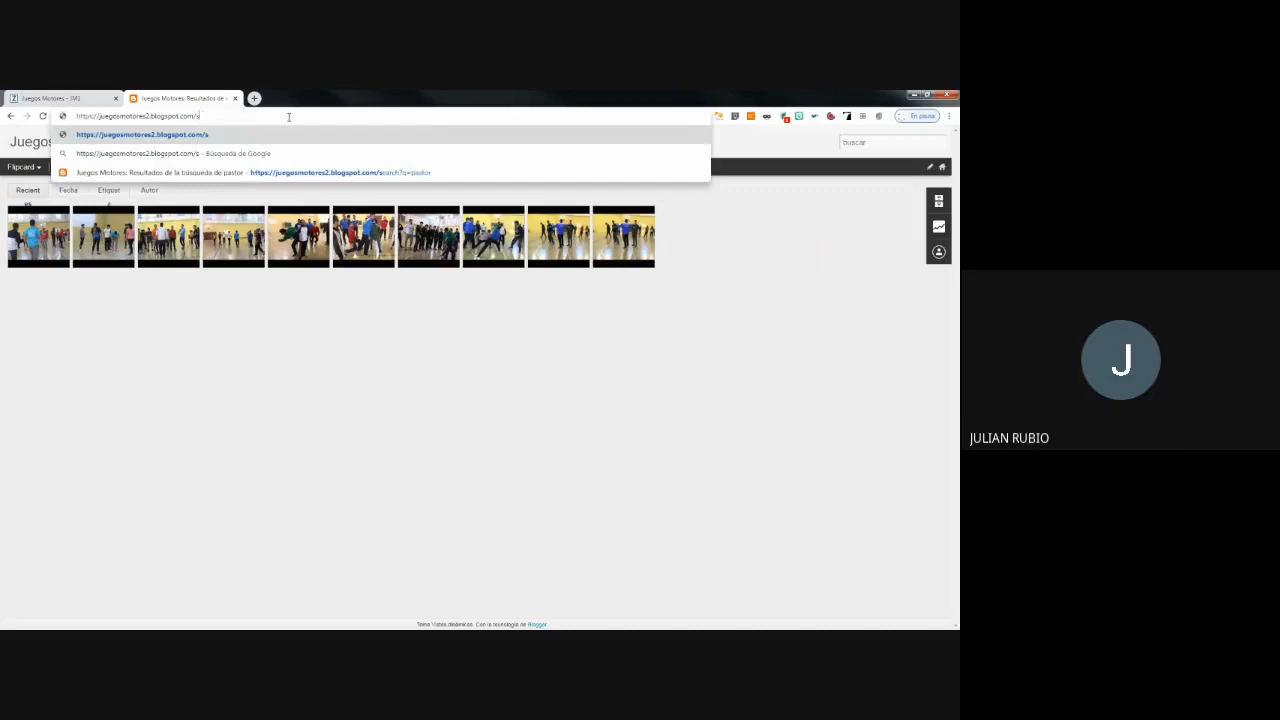 Juegos Motores - JM1
Juegos Motores: Resultados de
https://juegosmotores2.blogspot.com/s
En pausa
https://juegosmotores2.blogspot.com/s
https://juegosmotores2.blogspot.com/s - Búsqueda de Google
Juegos Motores: Resultados de la búsqueda de pastor - https://juegosmotores2.blogspot.com/search?q=pastor
Juegos
buscar
Flipcard
Recient
Fecha
Etiquet
Autor
J
JULIAN RUBIO
Tema Vistas dinámicas. Con la tecnología de Blogger